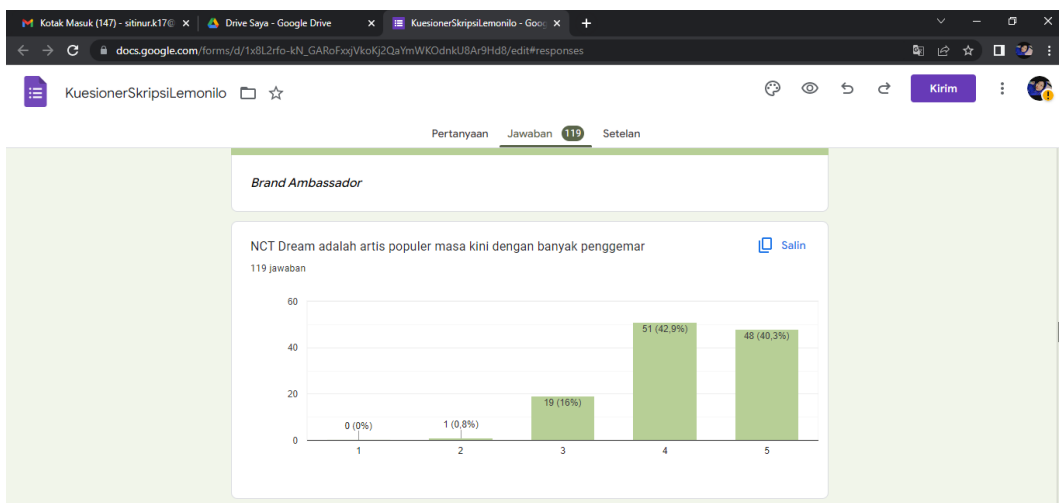 Kotak Masuk (147) - sitinur.k17@
Drive Saya - Google Drive
KuesionerSkripsiLemonilo - Goog
docs.google.com/forms/d/1x8L2rfo-kN_GARoFxxjVkoKj2QaYmWKOdnkU8Ar9Hd8/edit#responses
KuesionerSkripsiLemonilo
Kirim
Pertanyaan Jawaban 119 Setelan
Brand Ambassador
NCT Dream adalah artis populer masa kini dengan banyak penggemar
Salin
119 jawaban
60
40
20
0
0 (0%)
1 (0,8%)
19 (16%)
51 (42,9%)
48 (40,3%)
1 2 3 4 5